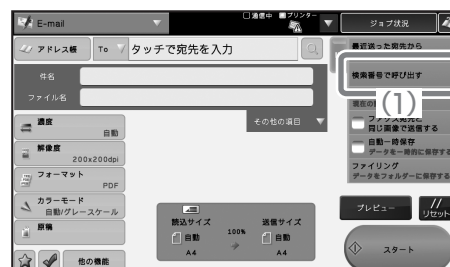 E-mail
通信中
プリンター
ジョブ状況
アドレス帳
To
タッチで宛先を入力
最近送った宛先から
件名
検索番号で呼び出す
ファイル名
(1)
現在の
その他の項目
ファクス宛先と
同じ画像で送信する
濃度
自動
自動一時保存
データを一時的に保存する
解像度
200x200dpi
ファイリング
データをフォルダーに保存する
フォーマット
PDF
カラーモード
自動/グレースケール
プレビュー
リセット
読込サイズ
100%
送信サイズ
原稿
自動
自動
A4
A4
スタート
他の機能